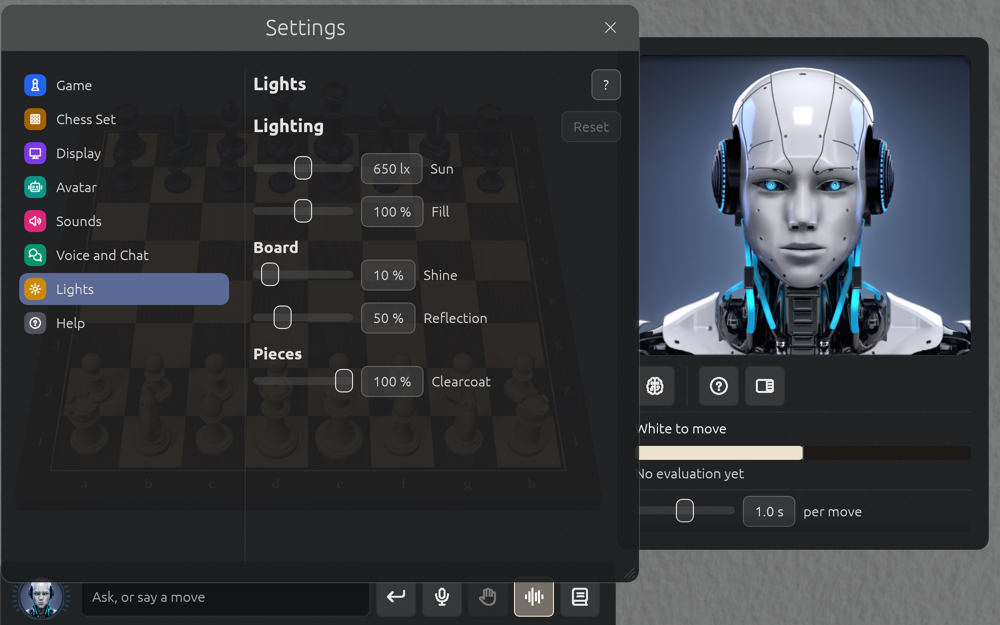 Settings
Game
Chess Set
Display
Avatar
Sounds
Voice and Chat
Lights
Help
Lights
?
Lighting
Reset
650 lx Sun
100 % Fill
Board
10 % Shine
50 % Reflection
Pieces
100 % Clearcoat
a b c d e f g h
White to move
No evaluation yet
1.0 s per move
Ask, or say a move